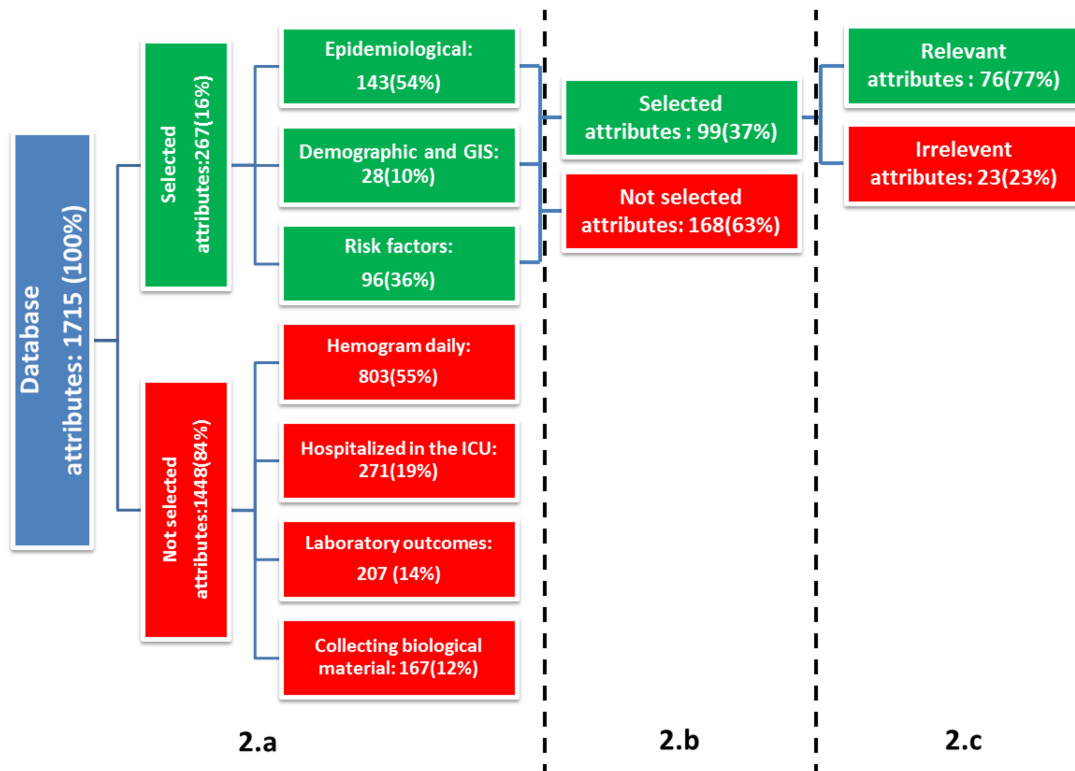 Database
attributes: 1715 (100%)
Selected
attributes:267(16%)
Not selected
attributes:1448(84%)
Epidemiological:
143(54%)
Demographic and GIS:
28(10%)
Risk factors:
96(36%)
Hemogram daily:
803(55%)
Hospitalized in the ICU:
271(19%)
Laboratory outcomes:
207 (14%)
Collecting biological
material: 167(12%)
Selected
attributes : 99(37%)
Not selected
attributes: 168(63%)
Relevant
attributes : 76(77%)
Irrelevent
attributes: 23(23%)
2.a
2.b
2.c